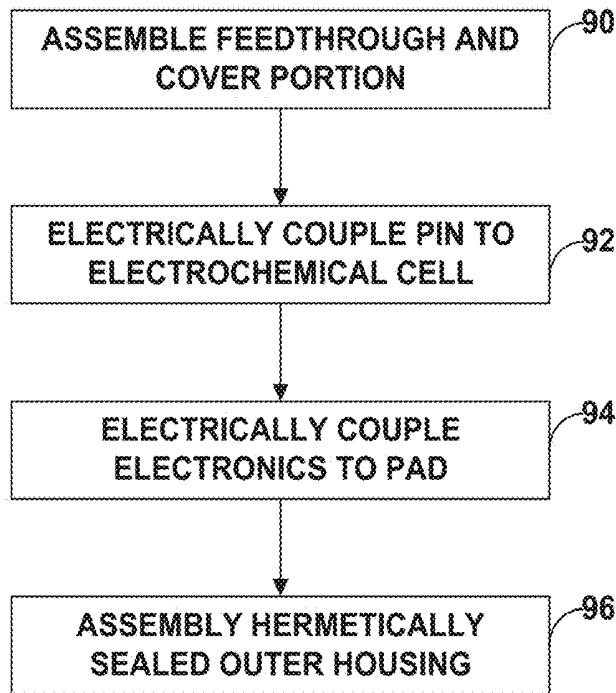 ASSEMBLE FEEDTHROUGH AND
COVER PORTION
90
ELECTRICALLY COUPLE PIN TO
ELECTROCHEMICAL CELL
92
ELECTRICALLY COUPLE
ELECTRONICS TO PAD
94
ASSEMBLY HERMETICALLY
SEALED OUTER HOUSING
96